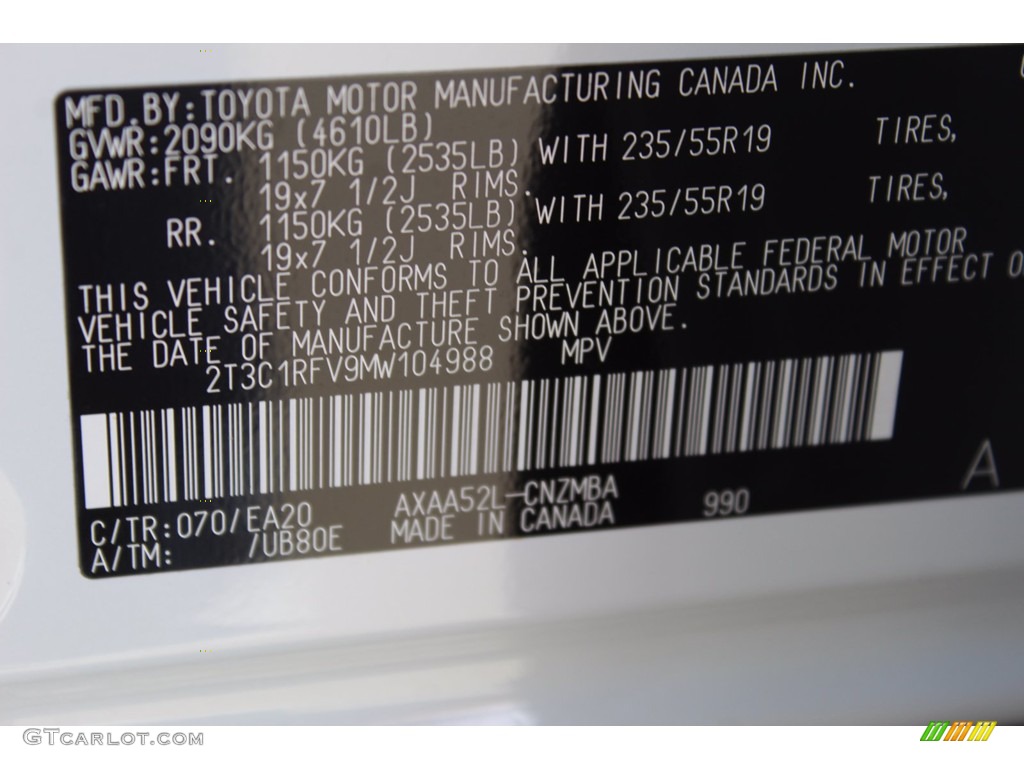 MFD.BY:TOYOTA MOTOR MANUFACTURING CANADA INC.
GVWR:2090KG (4610LB)
GAWR:FRT. 1150KG (2535LB) WITH 235/55R19 TIRES,
19x7 1/2J RIMS.
RR. 1150KG (2535LB) WITH 235/55R19 TIRES,
19x7 1/2J RIMS.
THIS VEHICLE CONFORMS TO ALL APPLICABLE FEDERAL MOTOR
VEHICLE SAFETY AND THEFT PREVENTION STANDARDS IN EFFECT O
THE DATE OF MANUFACTURE SHOWN ABOVE.
2T3C1RFV9MW104988 MPV
C/TR:070/EA20 AXAA52L-CNZMBA 990 A
A/TM: /UB80E MADE IN CANADA
GTCarlot.com